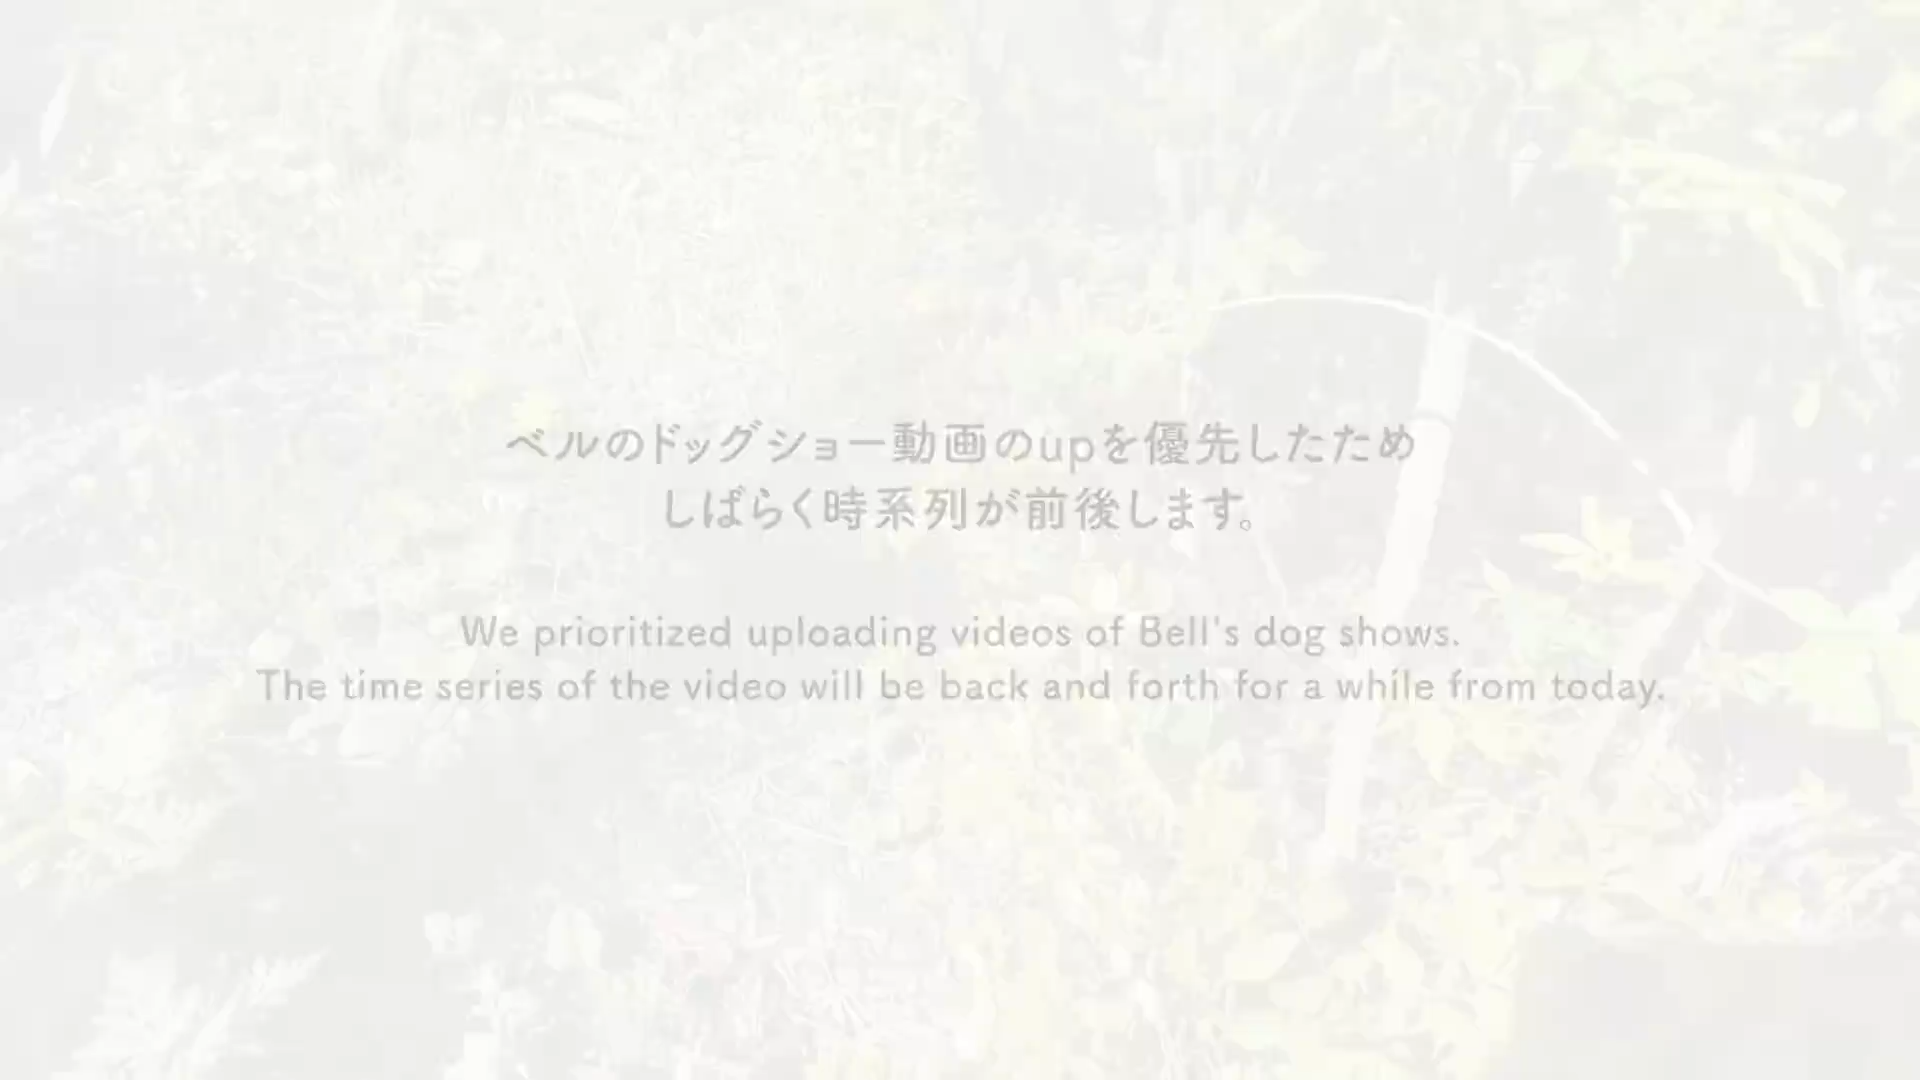 ベルのドッグショー動画のupを優先したため
しばらく時系列が前後します。
We prioritized uploading videos of Bell's dog shows.
The time series of the video will be back and forth for a while from today.